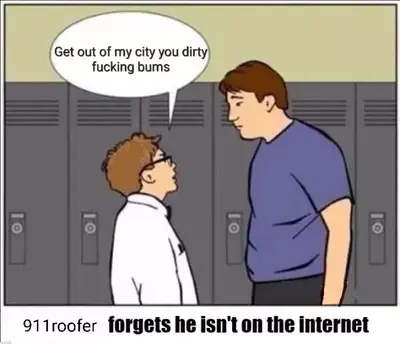 Get out of my city you dirty
fucking bums
911roofer forgets he isn't on the internet